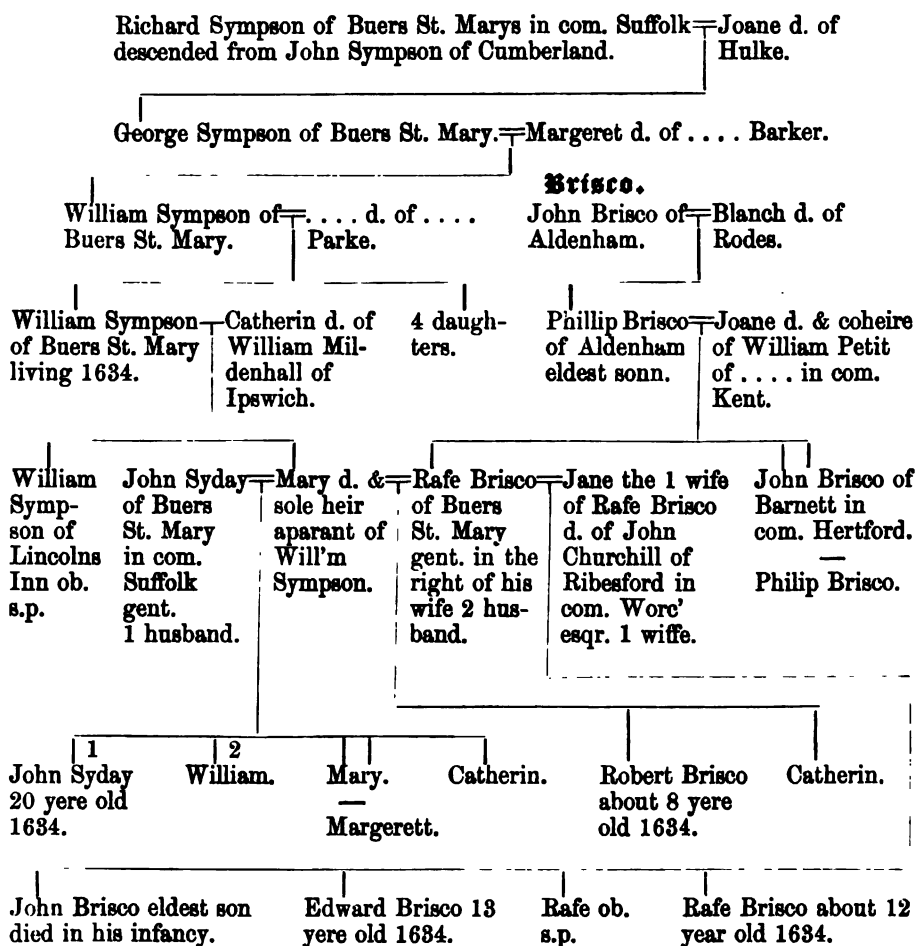 Richard Sympson of Buers St. Marys in com. Suffolk=Joane d. of
descended from John Sympson of Cumberland. Hulke.
George Sympson of Buers St. Mary.=Margeret d. of . . . . Barker.
Brisco.
William Sympson of=. . . . d. of . . . .
Buers St. Mary. Parke.
John Brisco of=Blanch d. of
Aldenham. Rodes.
William Sympson=Catherin d. of
of Buers St. Mary William Mil-
living 1634. denhall of
Ipswich.
4 daugh-
ters.
Phillip Brisco=Joane d. & coheire
of Aldenham of William Petit
eldest sonn. of . . . . in com.
Kent.
William
Symp-
son of
Lincolns
Inn ob.
s.p.
John Syday=
of Buers
St. Mary
in com.
Suffolk
gent.
1 husband.
Mary d. &=
sole heir
aparant of
Will'm
Sympson.
Rafe Brisco=
of Buers
St. Mary
gent. in the
right of his
wife 2 hus-
band.
Jane the 1 wife
of Rafe Brisco
d. of John
Churchill of
Ribesford in
com. Worc'
esqr. 1 wiffe.
John Brisco of
Barnett in
com. Hertford.
—
Philip Brisco.
1
John Syday
20 yere old
1634.
2
William.
Mary.
—
Margerett.
Catherin.
Robert Brisco
about 8 yere
old 1634.
Catherin.
John Brisco eldest son
died in his infancy.
Edward Brisco 13
yere old 1634.
Rafe ob.
s.p.
Rafe Brisco about 12
year old 1634.